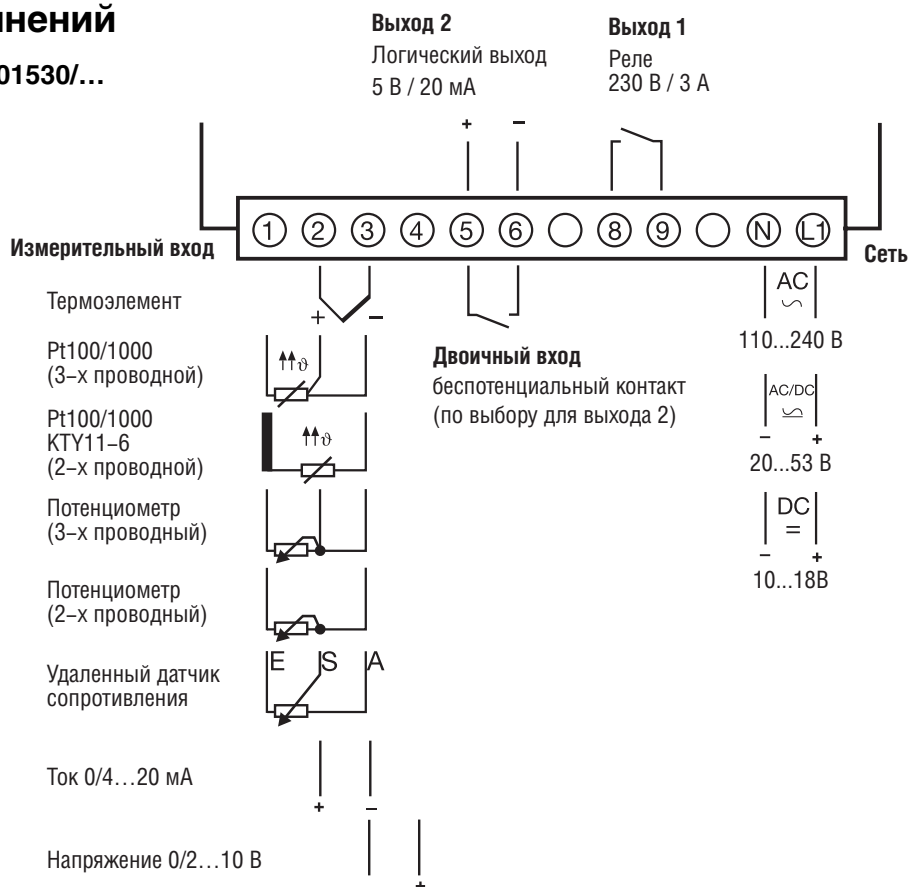 нений
01530/…
Выход 2
Логический выход
5 В / 20 мА
Выход 1
Реле
230 В / 3 А
+ –
1 2 3 4 5 6 8 9 N L1
Измерительный вход
Сеть
Термоэлемент
+ –
AC
110...240 В
Pt100/1000
(3–х проводной)
ϑ
Двоичный вход
беспотенциальный контакт
(по выбору для выхода 2)
AC/DC
– +
20...53 В
Pt100/1000
KTY11–6
(2–х проводной)
ϑ
Потенциометр
(3–х проводный)
DC
=
– +
10...18В
Потенциометр
(2–х проводный)
E S A
Удаленный датчик
сопротивления
Ток 0/4…20 мА
+ –
Напряжение 0/2…10 В
+